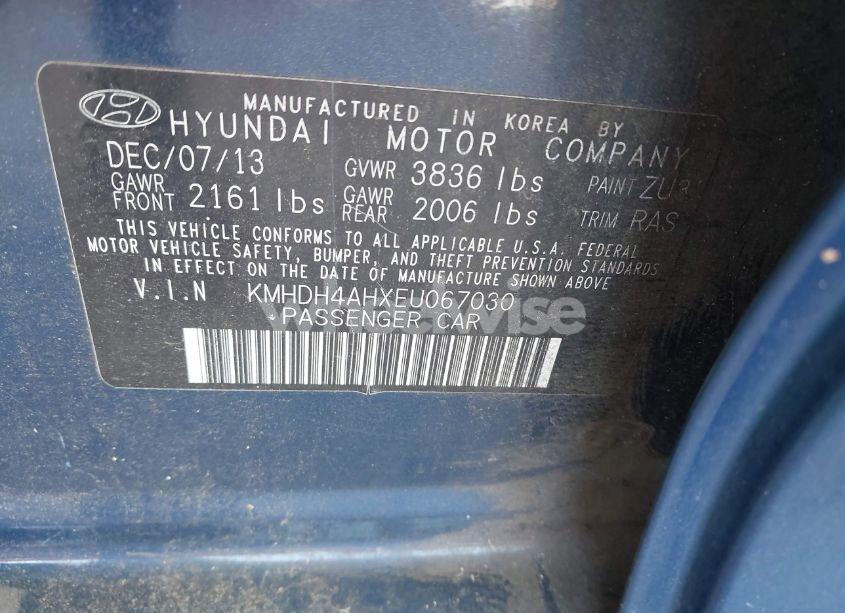 MANUFACTURED IN KOREA BY
HYUNDAI MOTOR COMPANY
DEC/07/13 GVWR 3836 lbs PAINT
GAWR FRONT 2161 lbs GAWR REAR 2006 lbs TRIM RAS
THIS VEHICLE CONFORMS TO ALL APPLICABLE U.S.A. FEDERAL
MOTOR VEHICLE SAFETY, BUMPER, AND THEFT PREVENTION STANDARDS
IN EFFECT ON THE DATE OF MANUFACTURE SHOWN ABOVE
V.I.N KMHDH4AHXEU067030
PASSENGER CAR